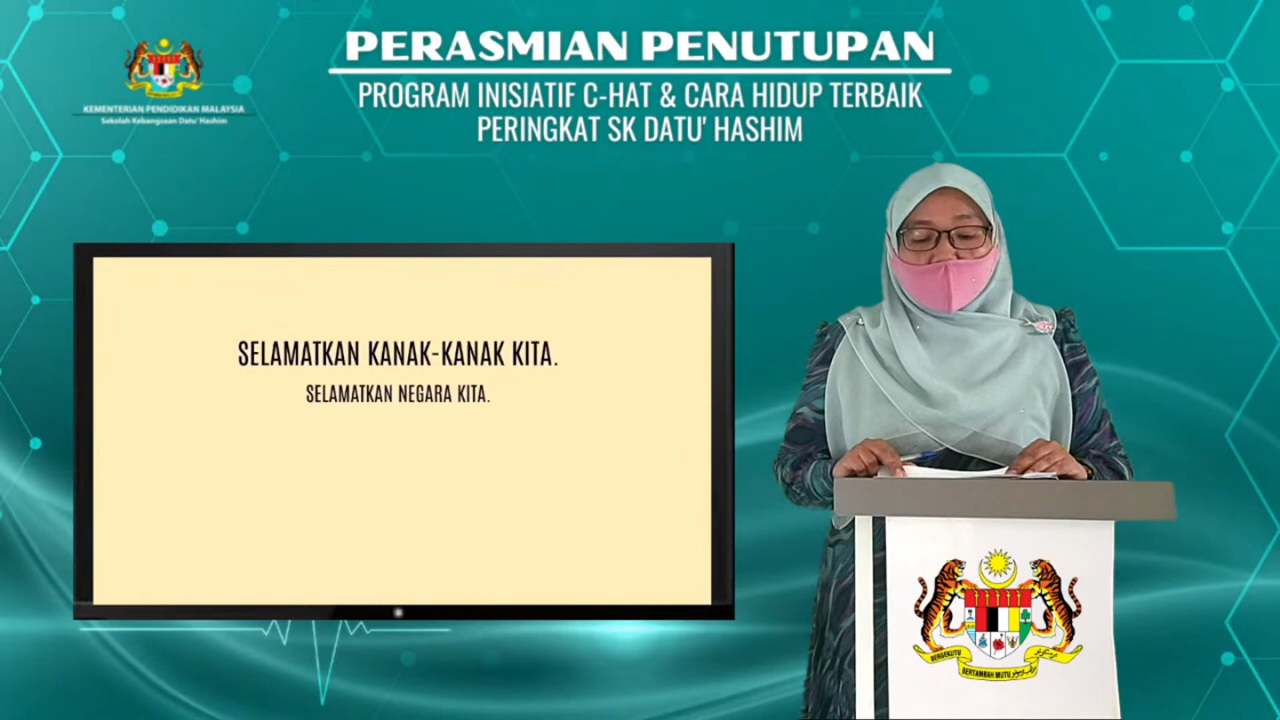 PERASMIAN PENUTUPAN
PROGRAM INISIATIF C-HAT & CARA HIDUP TERBAIK
PERINGKAT SK DATU' HASHIM
KEMENTERIAN PENDIDIKAN MALAYSIA
Sekolah Kebangsaan Datu' Hashim
SELAMATKAN KANAK-KANAK KITA.
SELAMATKAN NEGARA KITA.
BERSEKUTU
BERTAMBAH MUTU